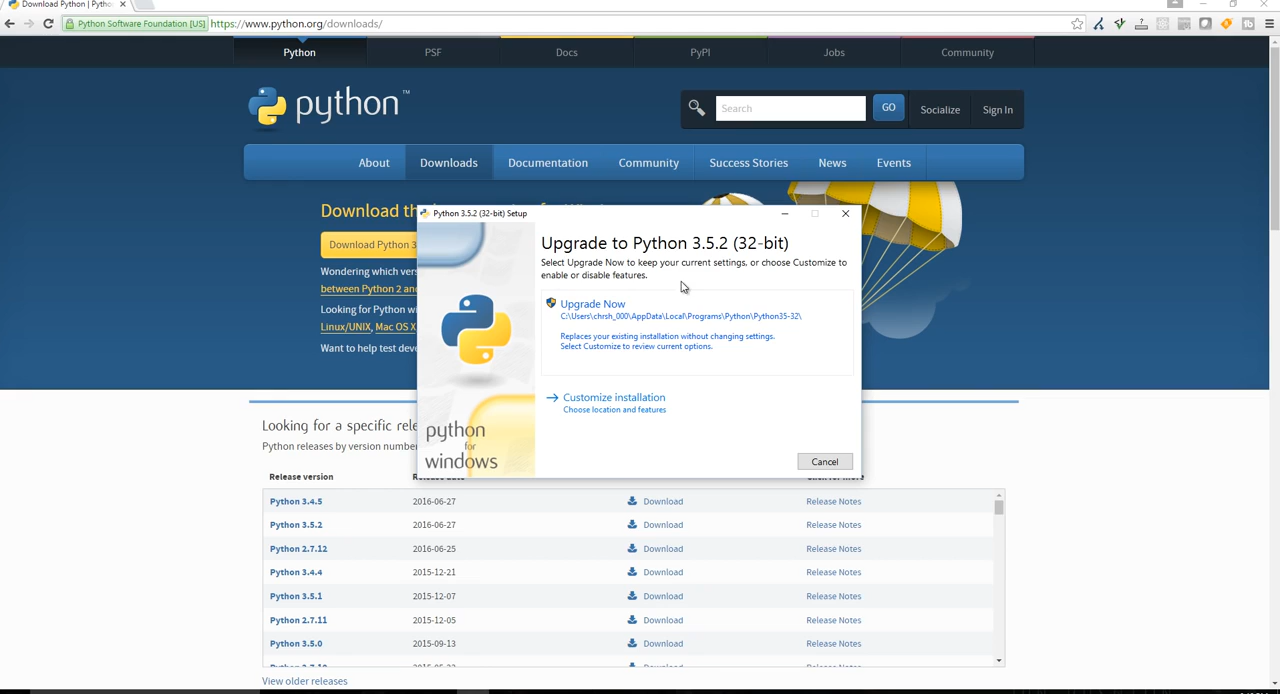 Download Python | Pytho
Python Software Foundation [US] https://www.python.org/downloads/
Python PSF Docs PyPI Jobs Community
python™
Search GO Socialize Sign In
About Downloads Documentation Community Success Stories News Events
Download th
Download Python 3
Wondering which vers
between Python 2 an
Looking for Python wi
Linux/UNIX, Mac OS X
Want to help test deve
Python 3.5.2 (32-bit) Setup
Upgrade to Python 3.5.2 (32-bit)
Select Upgrade Now to keep your current settings, or choose Customize to
enable or disable features.
Upgrade Now
C:\Users\chrsh_000\AppData\Local\Programs\Python\Python35-32\
Replaces your existing installation without changing settings.
Select Customize to review current options.
Customize installation
Choose location and features
python
for
windows
Cancel
Looking for a specific rele
Python releases by version number
Release version
Python 3.4.5 2016-06-27 Download Release Notes
Python 3.5.2 2016-06-27 Download Release Notes
Python 2.7.12 2016-06-25 Download Release Notes
Python 3.4.4 2015-12-21 Download Release Notes
Python 3.5.1 2015-12-07 Download Release Notes
Python 2.7.11 2015-12-05 Download Release Notes
Python 3.5.0 2015-09-13 Download Release Notes
View older releases